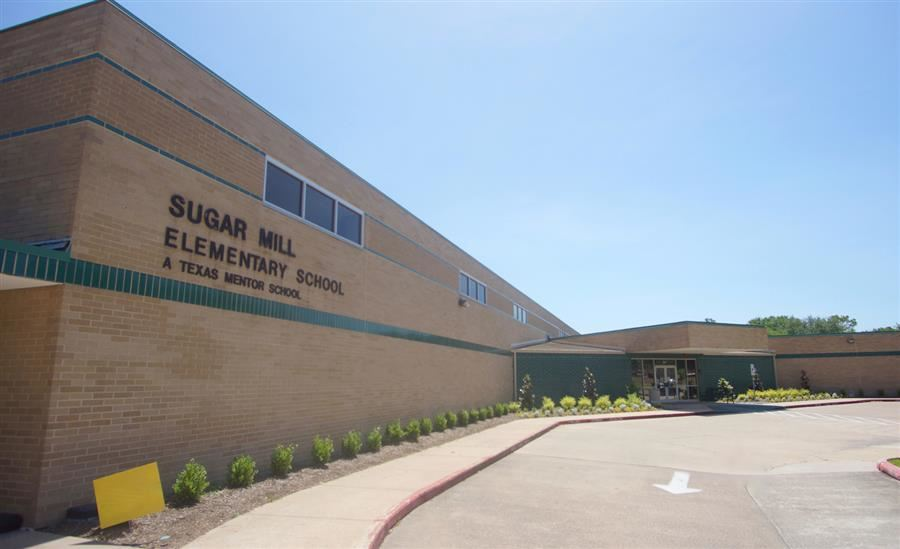 SUGAR MILL
ELEMENTARY SCHOOL
A TEXAS MENTOR SCHOOL